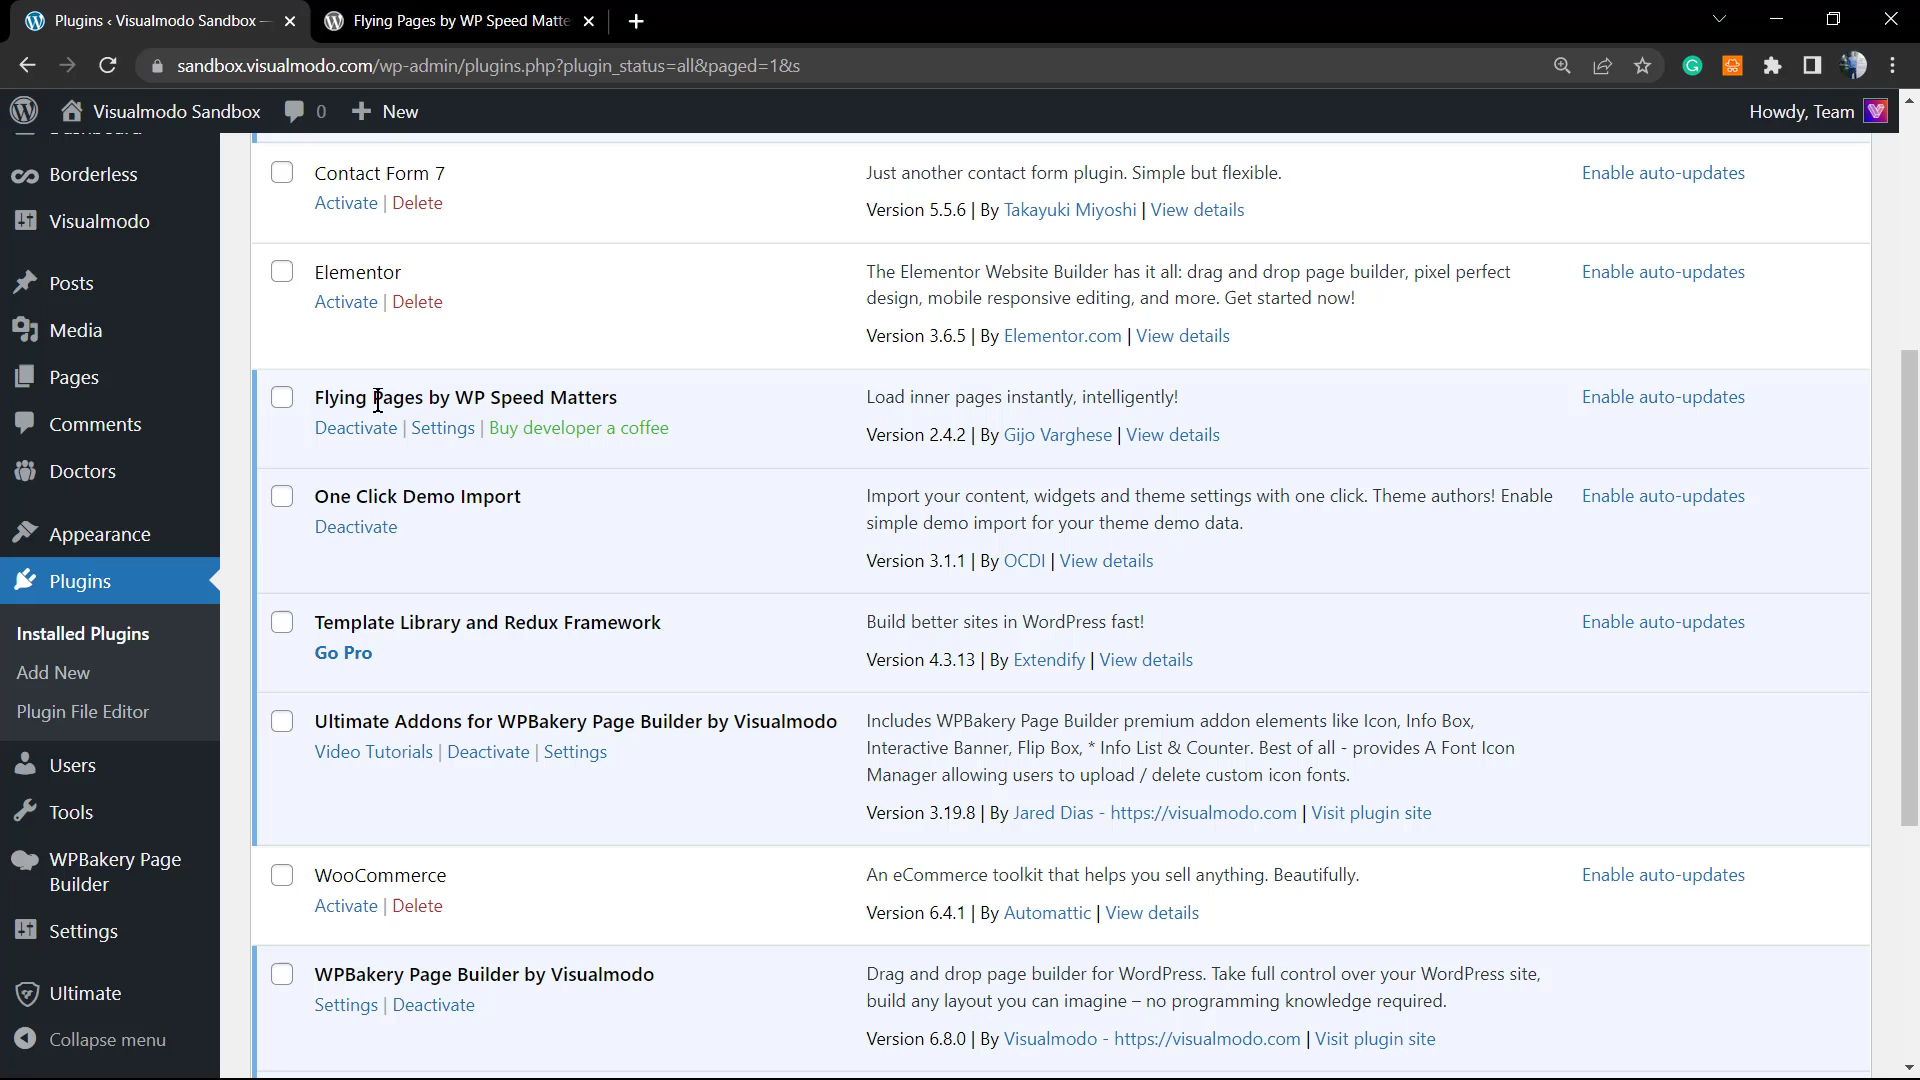 Plugins ‹ Visualmodo Sandbox —
Flying Pages by WP Speed Matte
sandbox.visualmodo.com/wp-admin/plugins.php?plugin_status=all&paged=1&s
Visualmodo Sandbox
0
New
Howdy, Team
Dashboard
Borderless
Visualmodo
Posts
Media
Pages
Comments
Doctors
Appearance
Plugins
Installed Plugins
Add New
Plugin File Editor
Users
Tools
WPBakery Page
Builder
Settings
Ultimate
Collapse menu
Contact Form 7
Activate | Delete
Just another contact form plugin. Simple but flexible.
Version 5.5.6 | By Takayuki Miyoshi | View details
Enable auto-updates
Elementor
Activate | Delete
The Elementor Website Builder has it all: drag and drop page builder, pixel perfect
design, mobile responsive editing, and more. Get started now!
Version 3.6.5 | By Elementor.com | View details
Enable auto-updates
Flying Pages by WP Speed Matters
Deactivate | Settings | Buy developer a coffee
Load inner pages instantly, intelligently!
Version 2.4.2 | By Gijo Varghese | View details
Enable auto-updates
One Click Demo Import
Deactivate
Import your content, widgets and theme settings with one click. Theme authors! Enable
simple demo import for your theme demo data.
Version 3.1.1 | By OCDI | View details
Enable auto-updates
Template Library and Redux Framework
Go Pro
Build better sites in WordPress fast!
Version 4.3.13 | By Extendify | View details
Enable auto-updates
Ultimate Addons for WPBakery Page Builder by Visualmodo
Video Tutorials | Deactivate | Settings
Includes WPBakery Page Builder premium addon elements like Icon, Info Box,
Interactive Banner, Flip Box, * Info List & Counter. Best of all - provides A Font Icon
Manager allowing users to upload / delete custom icon fonts.
Version 3.19.8 | By Jared Dias - https://visualmodo.com | Visit plugin site
WooCommerce
Activate | Delete
An eCommerce toolkit that helps you sell anything. Beautifully.
Version 6.4.1 | By Automattic | View details
Enable auto-updates
WPBakery Page Builder by Visualmodo
Settings | Deactivate
Drag and drop page builder for WordPress. Take full control over your WordPress site,
build any layout you can imagine – no programming knowledge required.
Version 6.8.0 | By Visualmodo - https://visualmodo.com | Visit plugin site